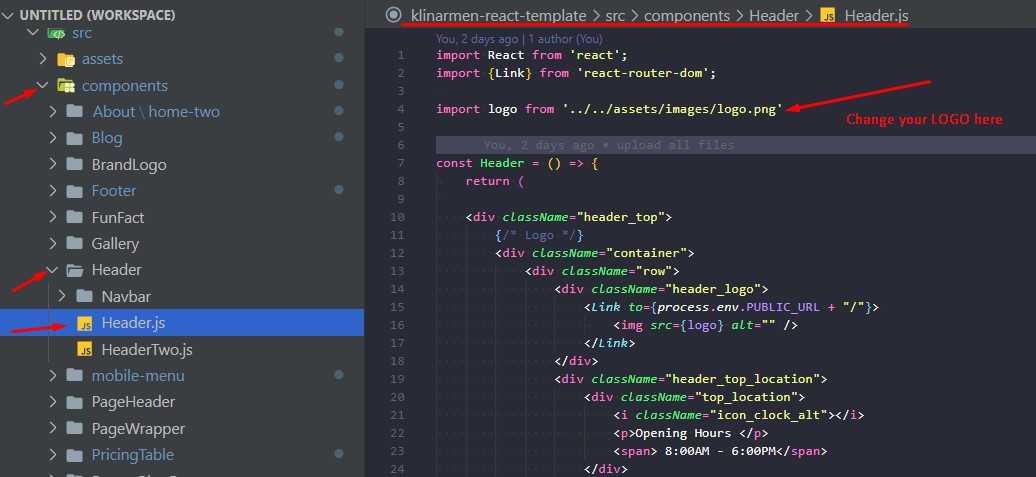 UNTITLED (WORKSPACE)
src
assets
components
About \ home-two
Blog
BrandLogo
Footer
FunFact
Gallery
Header
Navbar
JS Header.js
JS HeaderTwo.js
mobile-menu
PageHeader
PageWrapper
PricingTable
klinarmen-react-template > src > components > Header > JS Header.js
You, 2 days ago | 1 author (You)
1 import React from 'react';
2 import {Link} from 'react-router-dom';
3
4 import logo from '../../assets/images/logo.png'
Change your LOGO here
5
6 You, 2 days ago • upload all files
7 const Header = () => {
8 return (
9
10 <div className="header_top">
11 {/* Logo */}
12 <div className="container">
13 <div className="row">
14 <div className="header_logo">
15 <Link to={process.env.PUBLIC_URL + "/"}>
16 <img src={logo} alt="" />
17 </Link>
18 </div>
19 <div className="header_top_location">
20 <div className="top_location">
21 <i className="icon_clock_alt"></i>
22 <p>Opening Hours </p>
23 <span> 8:00AM - 6:00PM</span>
24 </div>